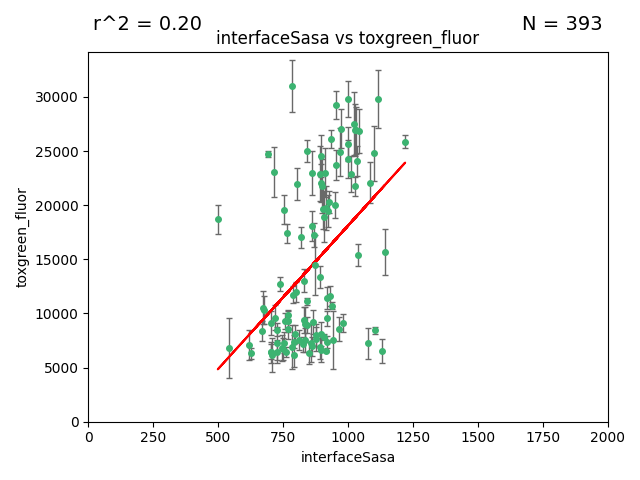 r^2 = 0.20
N = 393
interfaceSasa vs toxgreen_fluor
toxgreen_fluor
30000
25000
20000
15000
10000
5000
0
0 250 500 750 1000 1250 1500 1750 2000
interfaceSasa